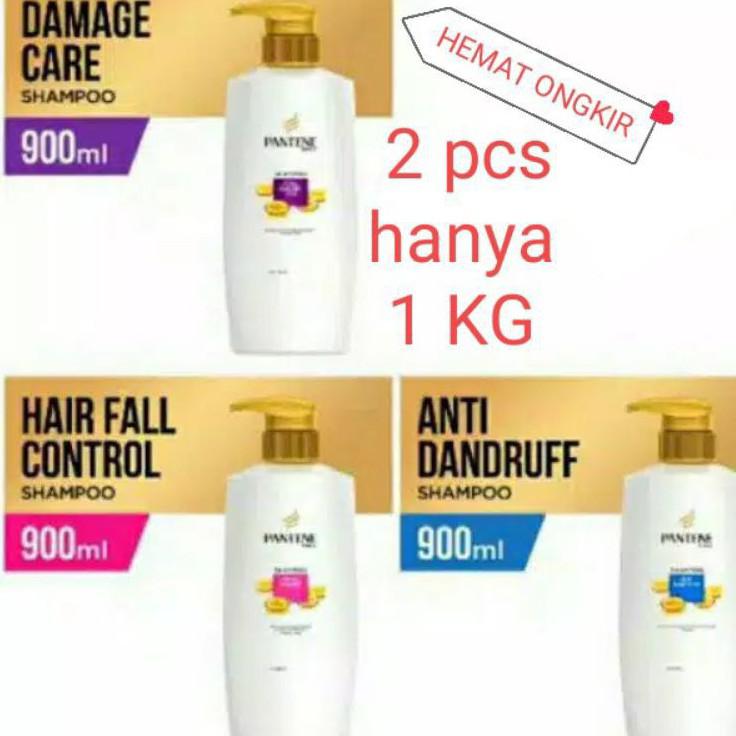 DAMAGE
CARE
SHAMPOO
900ml
PANTENE
HEMAT ONGKIR
2 pcs
hanya
1 KG
HAIR FALL
CONTROL
SHAMPOO
900ml
PANTENE
ANTI
DANDRUFF
SHAMPOO
900ml
PANTENE